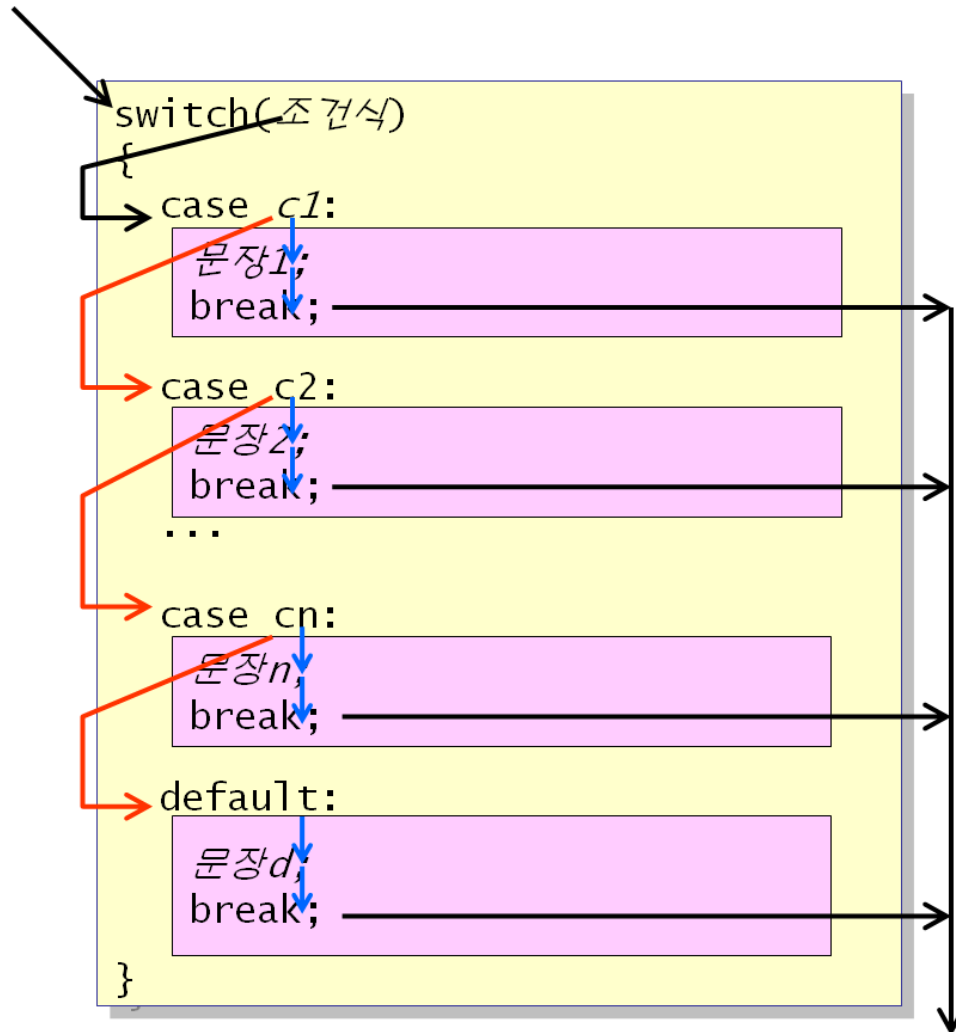 switch(조건식)
{
case c1:
문장1;
break;
case c2:
문장2;
break;
...
case cn:
문장n;
break;
default:
문장d;
break;
}